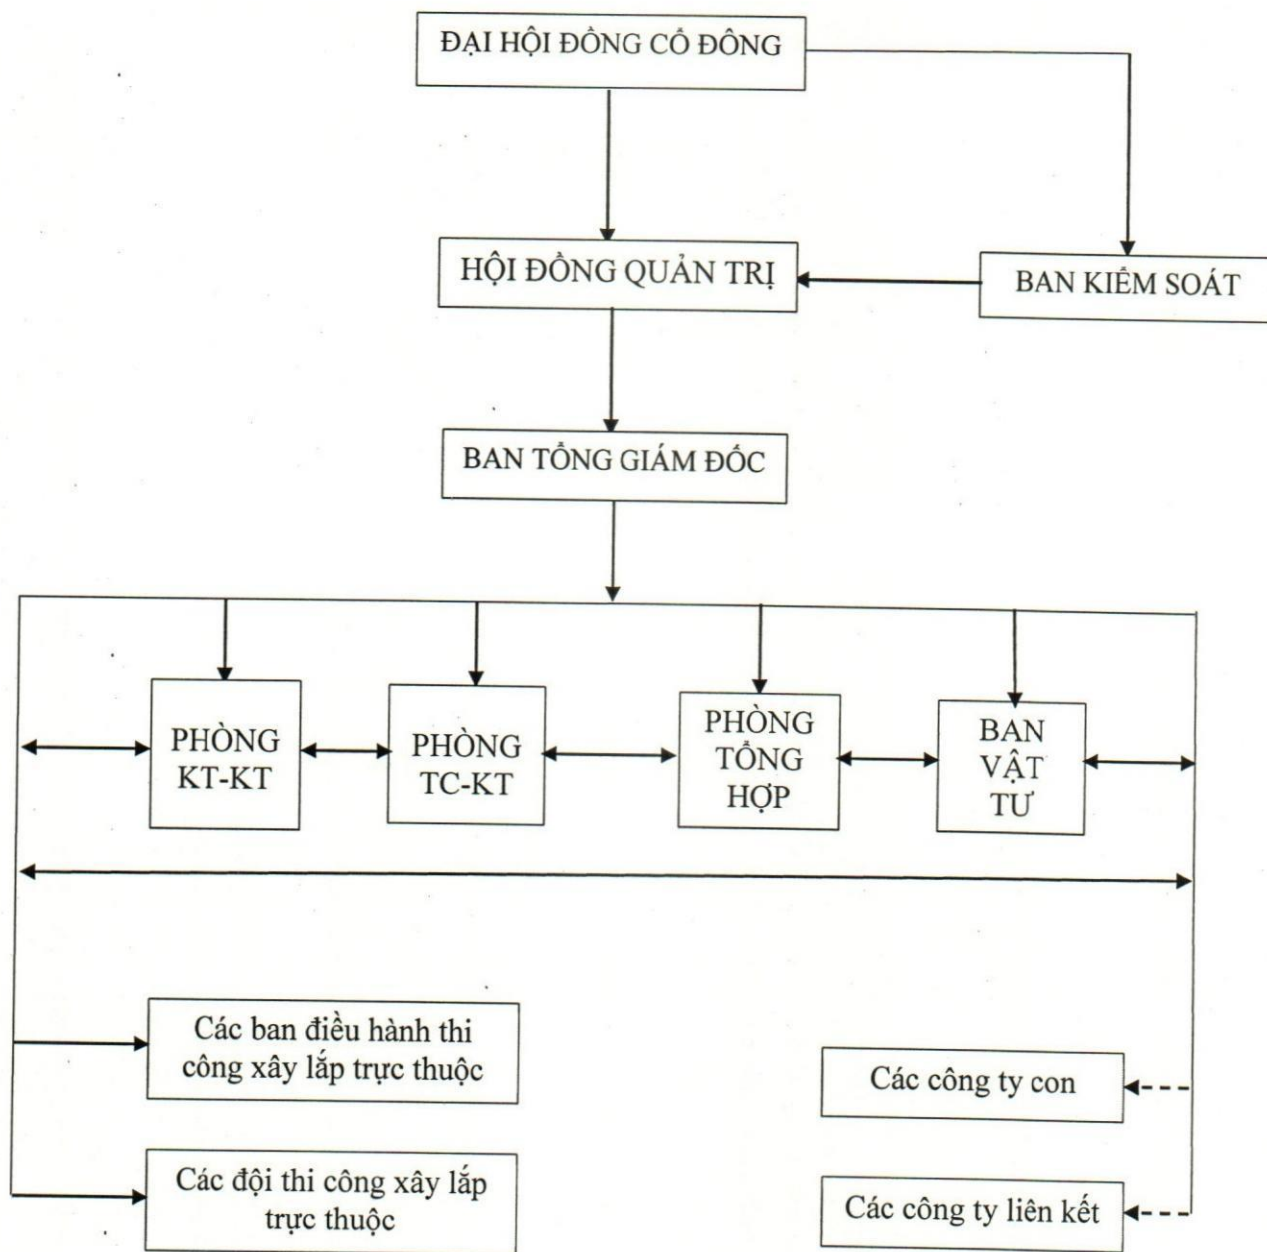 ĐẠI HỘI ĐỒNG CỔ ĐÔNG
HỘI ĐỒNG QUẢN TRỊ
BAN KIỂM SOÁT
BAN TỔNG GIÁM ĐỐC
PHÒNG
KT-KT
PHÒNG
TC-KT
PHÒNG
TỔNG
HỢP
BAN
VẬT
TƯ
Các ban điều hành thi
công xây lắp trực thuộc
Các công ty con
Các đội thi công xây lắp
trực thuộc
Các công ty liên kết